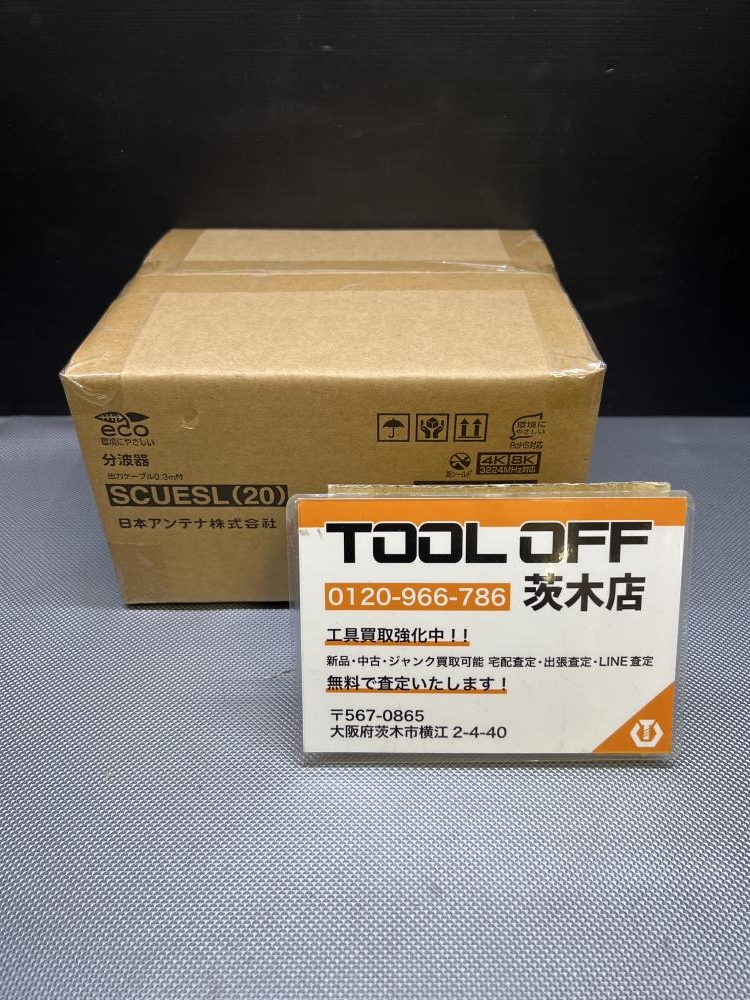 eco
環境にやさしい
分波器
出力ケーブル0.3m付
SCUESL(20)
日本アンテナ株式会社
環境に
やさしい
RoHS対応
4K 8K
3224MHz対応
TOOL OFF
0120-966-786 茨木店
工具買取強化中！！
新品・中古・ジャンク買取可能 宅配査定・出張査定・LINE査定
無料で査定いたします！
〒567-0865
大阪府茨木市横江 2-4-40